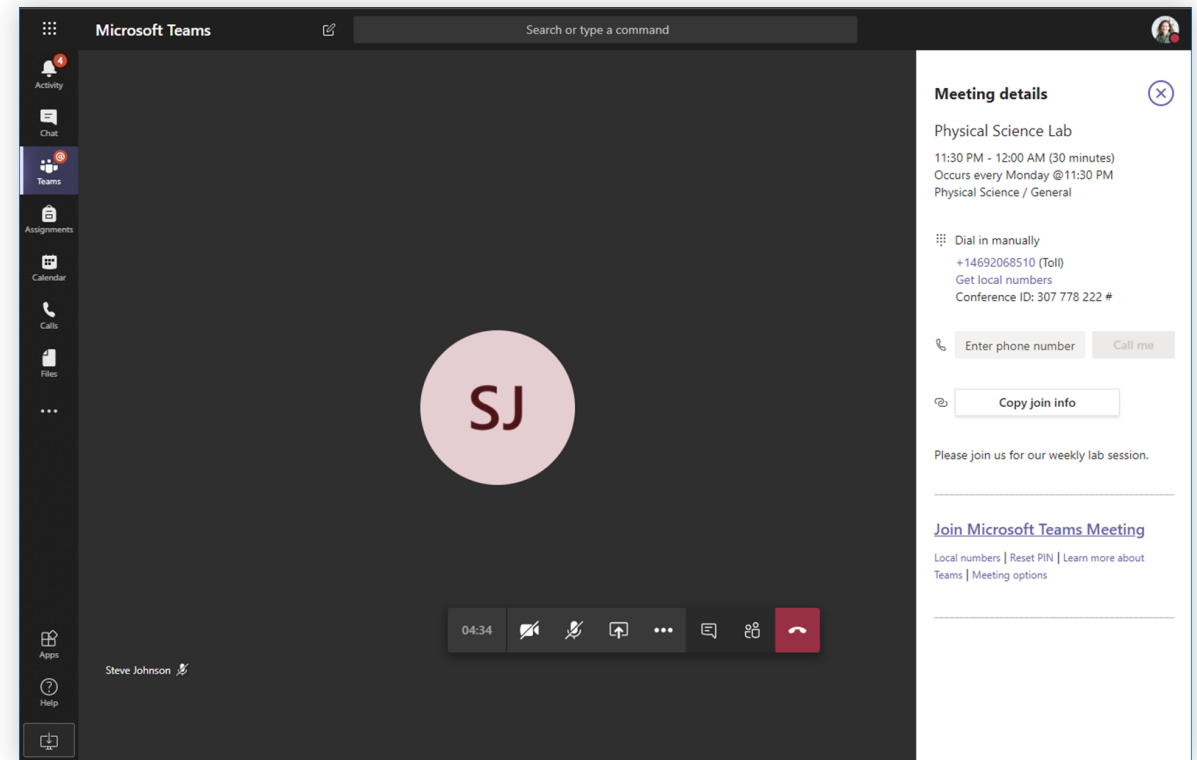 Microsoft Teams
Search or type a command
4
Activity
Chat
@
Teams
Assignments
Calendar
Calls
Files
Apps
Help
SJ
04:34
Steve Johnson
Meeting details
Physical Science Lab
11:30 PM - 12:00 AM (30 minutes)
Occurs every Monday @11:30 PM
Physical Science / General
Dial in manually
+14692068510 (Toll)
Get local numbers
Conference ID: 307 778 222 #
Enter phone number
Call me
Copy join info
Please join us for our weekly lab session.
Join Microsoft Teams Meeting
Local numbers | Reset PIN | Learn more about
Teams | Meeting options